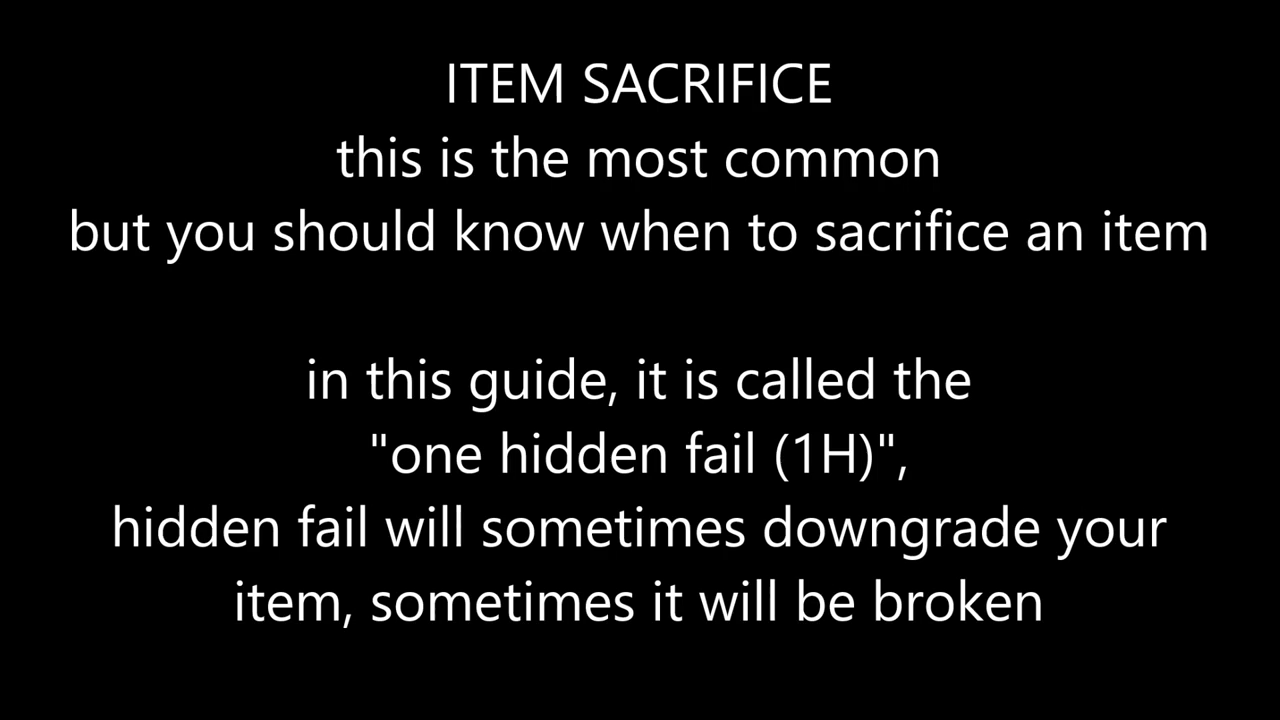 ITEM SACRIFICE
this is the most common
but you should know when to sacrifice an item
in this guide, it is called the
"one hidden fail (1H)",
hidden fail will sometimes downgrade your
item, sometimes it will be broken